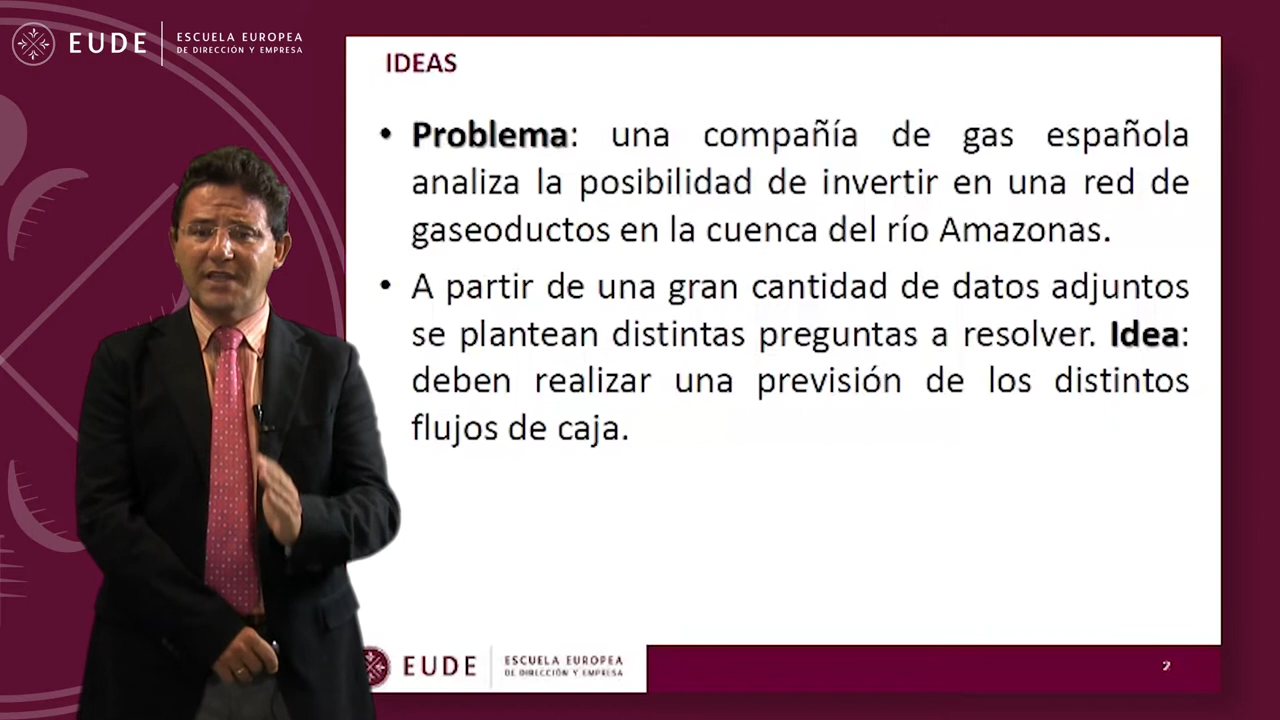 EUDE
ESCUELA EUROPEA
DE DIRECCIÓN Y EMPRESA
IDEAS
• Problema: una compañía de gas española
analiza la posibilidad de invertir en una red de
gaseoductos en la cuenca del río Amazonas.
• A partir de una gran cantidad de datos adjuntos
se plantean distintas preguntas a resolver. Idea:
deben realizar una previsión de los distintos
flujos de caja.
EUDE
ESCUELA EUROPEA
DE DIRECCIÓN Y EMPRESA
2